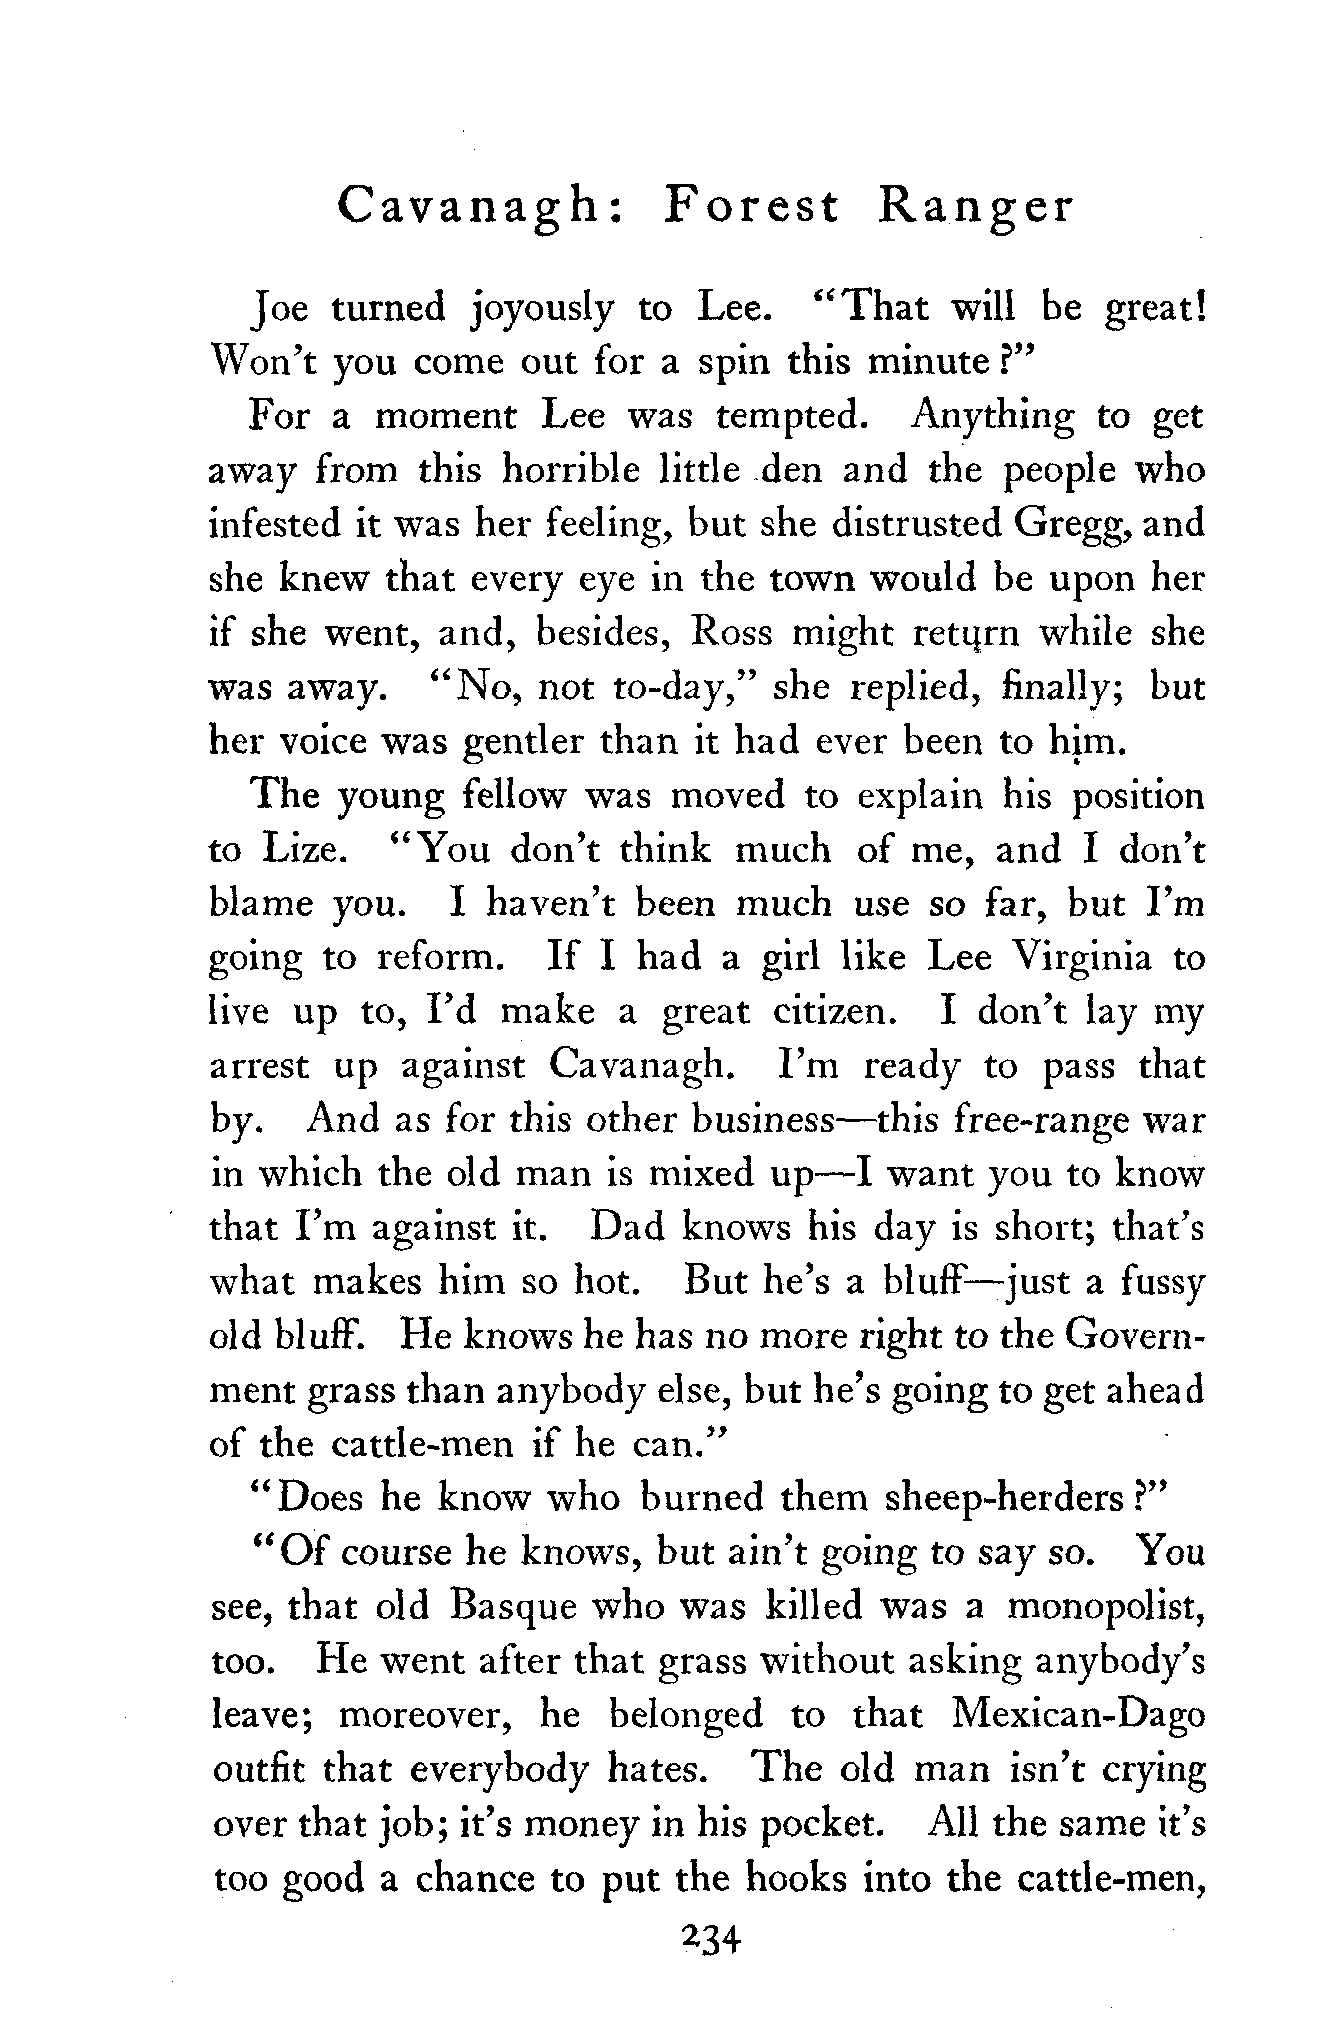 Cavanagh: Forest Ranger
Joe turned joyously to Lee. "That will be great!
Won't you come out for a spin this minute?"
For a moment Lee was tempted. Anything to get
away from this horrible little den and the people who
infested it was her feeling, but she distrusted Gregg, and
she knew that every eye in the town would be upon her
if she went, and, besides, Ross might return while she
was away. "No, not to-day," she replied, finally; but
her voice was gentler than it had ever been to him.
The young fellow was moved to explain his position
to Lize. "You don't think much of me, and I don't
blame you. I haven't been much use so far, but I'm
going to reform. If I had a girl like Lee Virginia to
live up to, I'd make a great citizen. I don't lay my
arrest up against Cavanagh. I'm ready to pass that
by. And as for this other business—this free-range war
in which the old man is mixed up—I want you to know
that I'm against it. Dad knows his day is short; that's
what makes him so hot. But he's a bluff—just a fussy
old bluff. He knows he has no more right to the Govern-
ment grass than anybody else, but he's going to get ahead
of the cattle-men if he can."
"Does he know who burned them sheep-herders?"
"Of course he knows, but ain't going to say so. You
see, that old Basque who was killed was a monopolist,
too. He went after that grass without asking anybody's
leave; moreover, he belonged to that Mexican-Dago
outfit that everybody hates. The old man isn't crying
over that job; it's money in his pocket. All the same it's
too good a chance to put the hooks into the cattle-men,
234